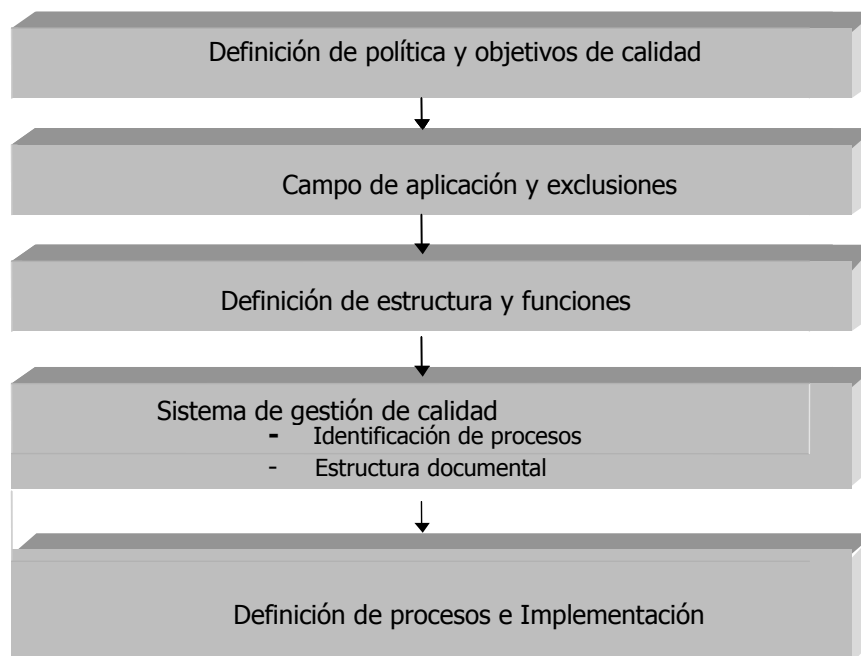 Definición de política y objetivos de calidad
Campo de aplicación y exclusiones
Definición de estructura y funciones
Sistema de gestión de calidad
- Identificación de procesos
- Estructura documental
Definición de procesos e Implementación